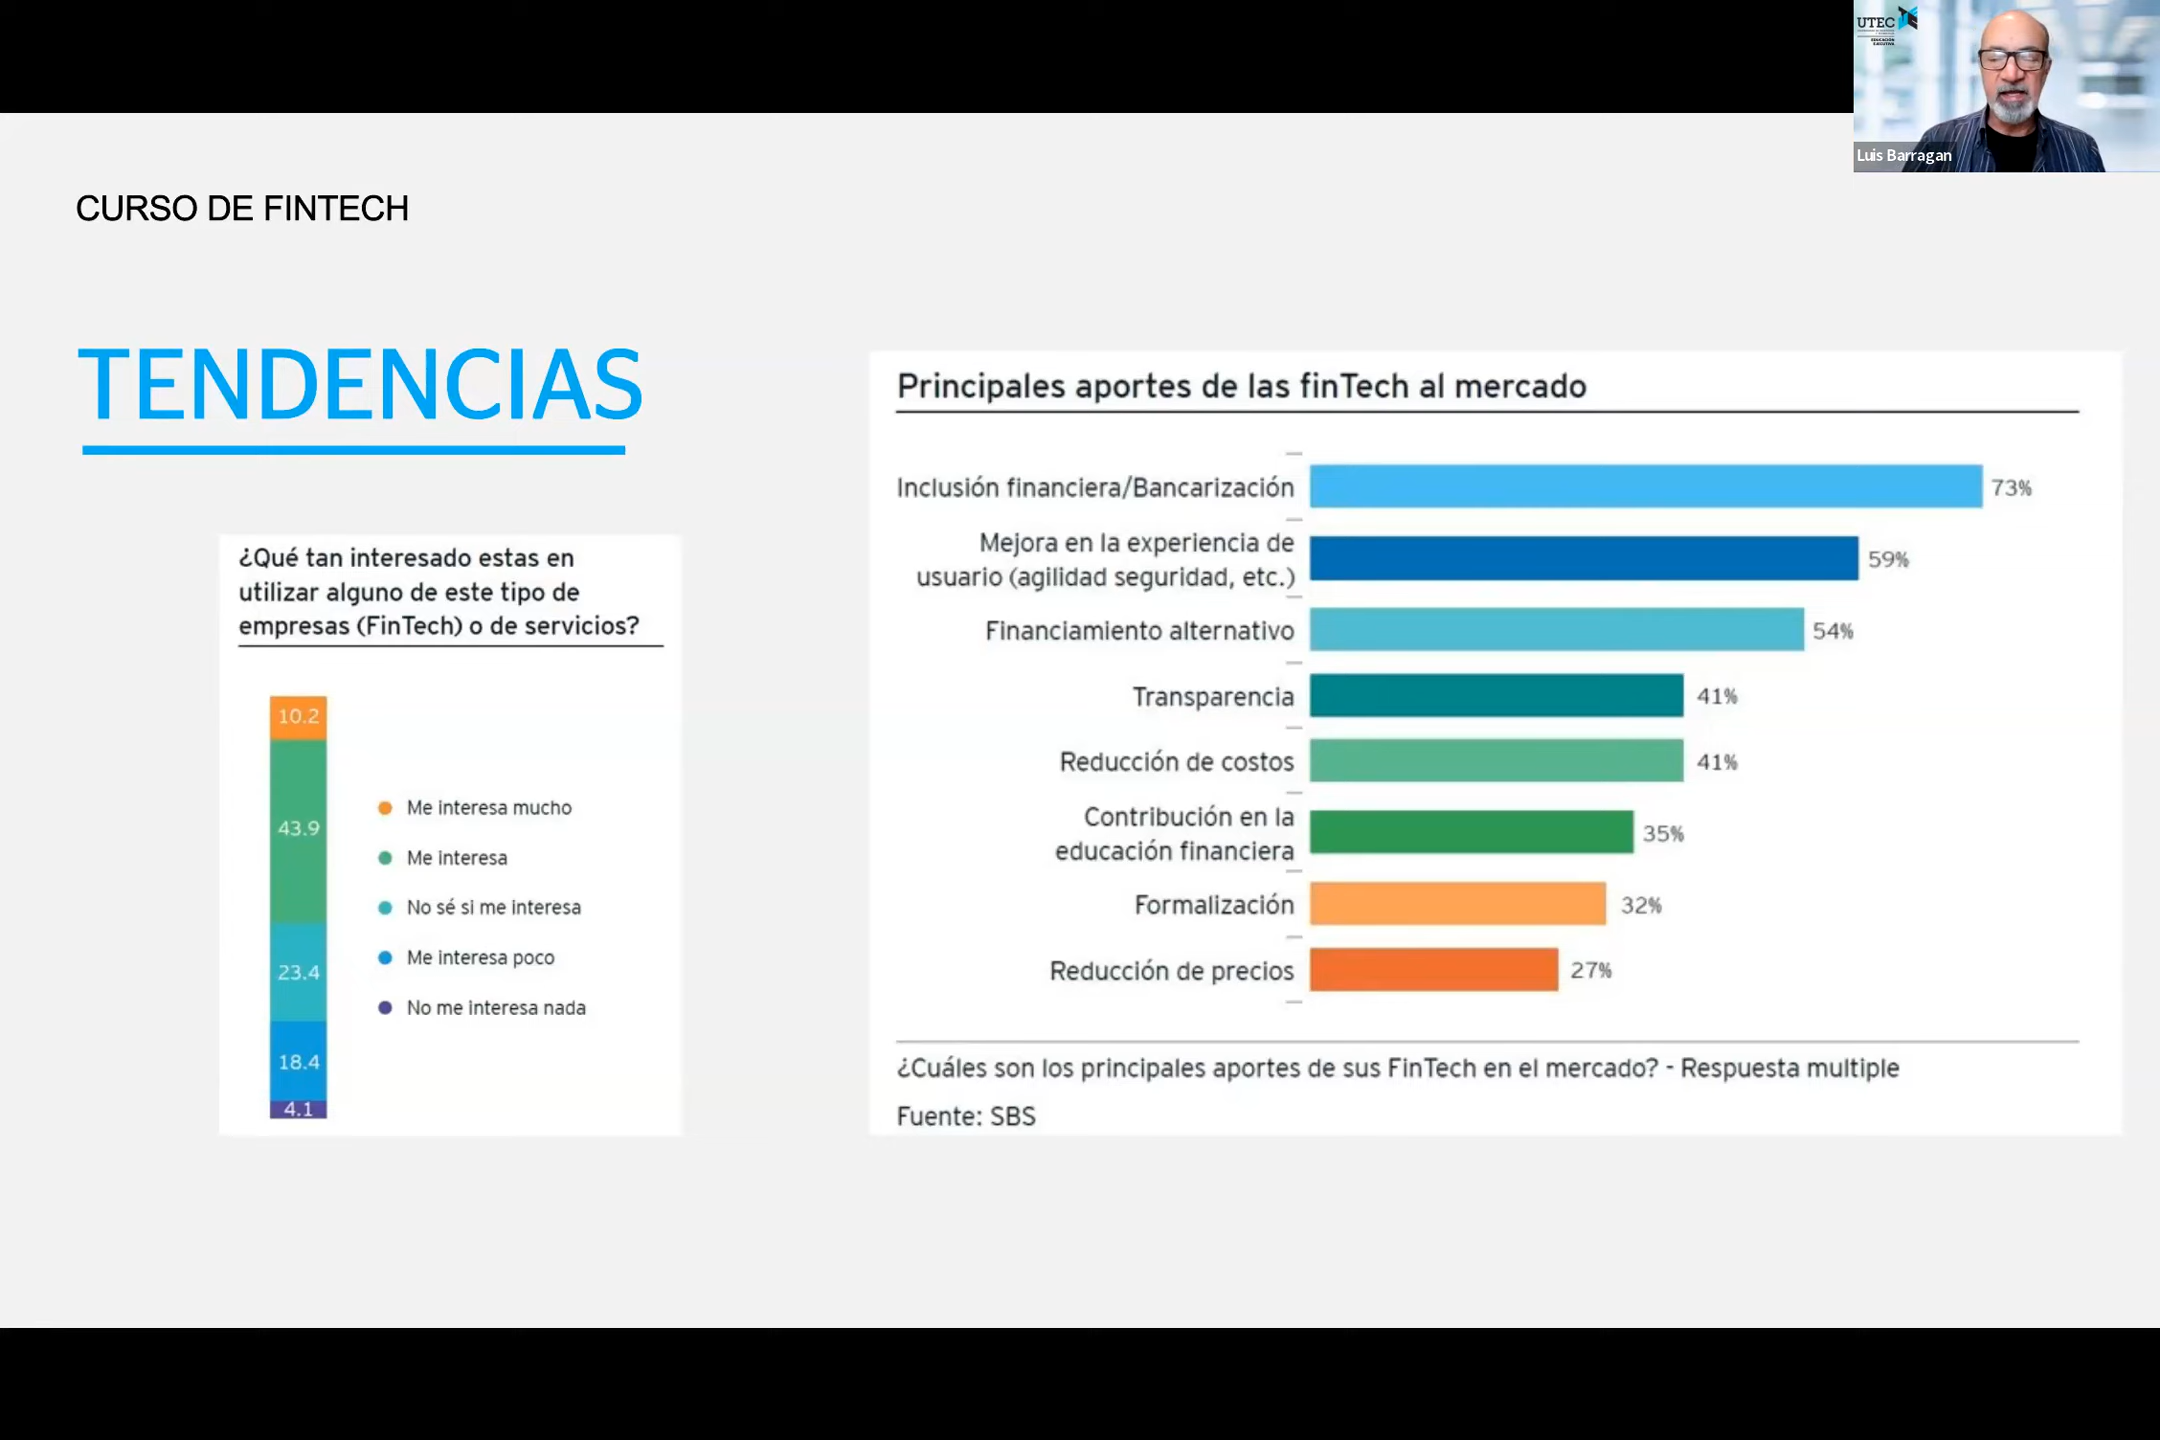 UTEC
EDUCACIÓN
EJECUTIVA
Luis Barragan
CURSO DE FINTECH
TENDENCIAS
¿Qué tan interesado estas en
utilizar alguno de este tipo de
empresas (FinTech) o de servicios?
10.2
43.9
23.4
18.4
4.1
Me interesa mucho
Me interesa
No sé si me interesa
Me interesa poco
No me interesa nada
Principales aportes de las finTech al mercado
Inclusión financiera/Bancarización 73%
Mejora en la experiencia de
usuario (agilidad seguridad, etc.) 59%
Financiamiento alternativo 54%
Transparencia 41%
Reducción de costos 41%
Contribución en la
educación financiera 35%
Formalización 32%
Reducción de precios 27%
¿Cuáles son los principales aportes de sus FinTech en el mercado? - Respuesta multiple
Fuente: SBS